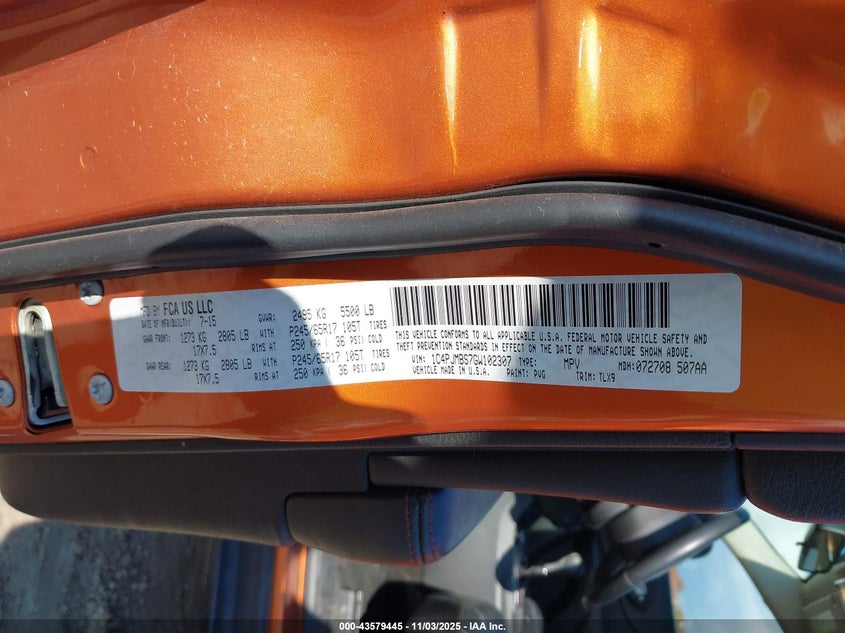 MFD BY FCA US LLC
DATE OF MFR(BUILT): 7-15 GVWR: 2495 KG 5500 LB
GAWR FRONT: 1273 KG 2805 LB WITH P245/65R17 105T TIRES
17X7.5 RIMS AT 250 KPA ( 36 PSI) COLD
GAWR REAR: 1273 KG 2805 LB WITH P245/65R17 105T TIRES
17X7.5 RIMS AT 250 KPA ( 36 PSI) COLD
THIS VEHICLE CONFORMS TO ALL APPLICABLE U.S.A. FEDERAL MOTOR VEHICLE SAFETY AND
THEFT PREVENTION STANDARDS IN EFFECT ON THE DATE OF MANUFACTURE SHOWN ABOVE.
VIN: 1C4PJMBS7GW102307 TYPE: MPV MDH:072708 507AA
VEHICLE MADE IN U.S.A. PAINT: PVG TRIM: TLX9
000-43579445 - 11/03/2025 - IAA Inc.